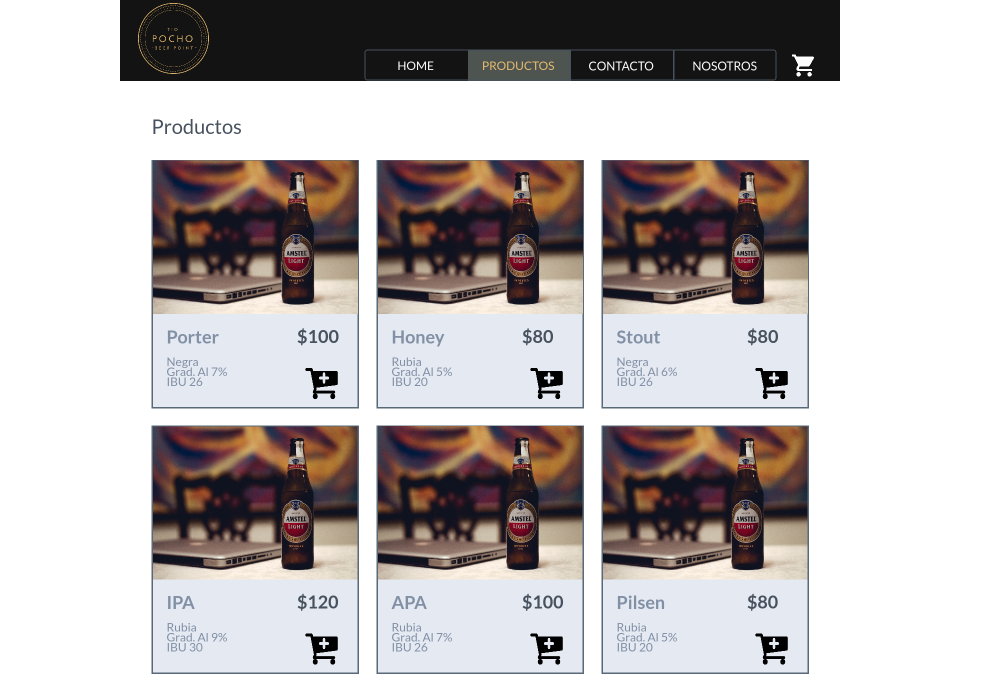 TIO
POCHO
BEER POINT
HOME
PRODUCTOS
CONTACTO
NOSOTROS
Productos
AMSTEL
LIGHT
AMSTEL
LIGHT
AMSTEL
LIGHT
Porter $100
Negra
Grad. Al 7%
IBU 26
Honey $80
Rubia
Grad. Al 5%
IBU 20
Stout $80
Negra
Grad. Al 6%
IBU 26
AMSTEL
LIGHT
AMSTEL
LIGHT
AMSTEL
LIGHT
IPA $120
Rubia
Grad. Al 9%
IBU 30
APA $100
Rubia
Grad. Al 7%
IBU 26
Pilsen $80
Rubia
Grad. Al 5%
IBU 20